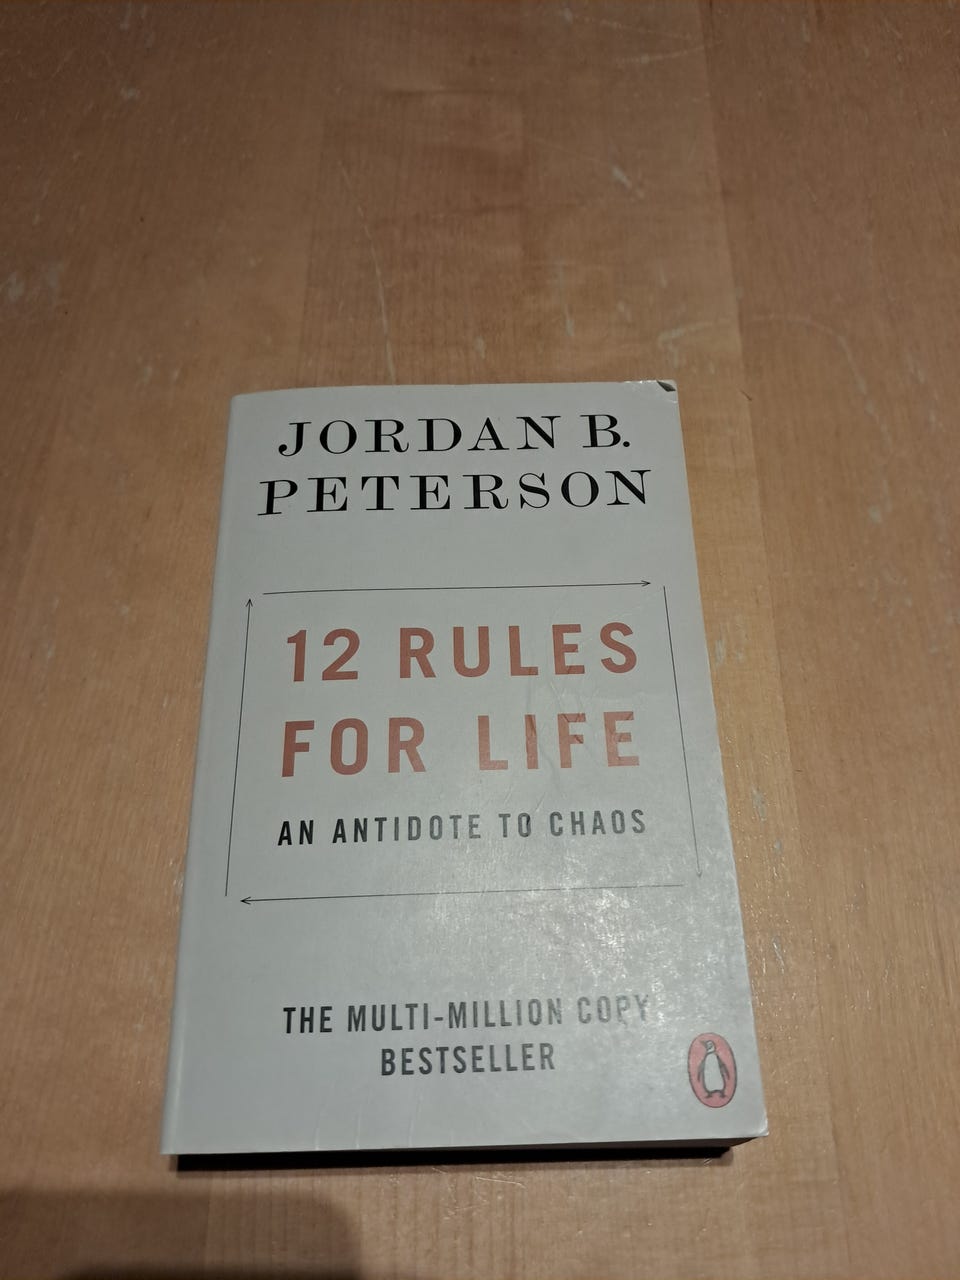 JORDAN B.
PETERSON
12 RULES
FOR LIFE
AN ANTIDOTE TO CHAOS
THE MULTI-MILLION COPY
BESTSELLER